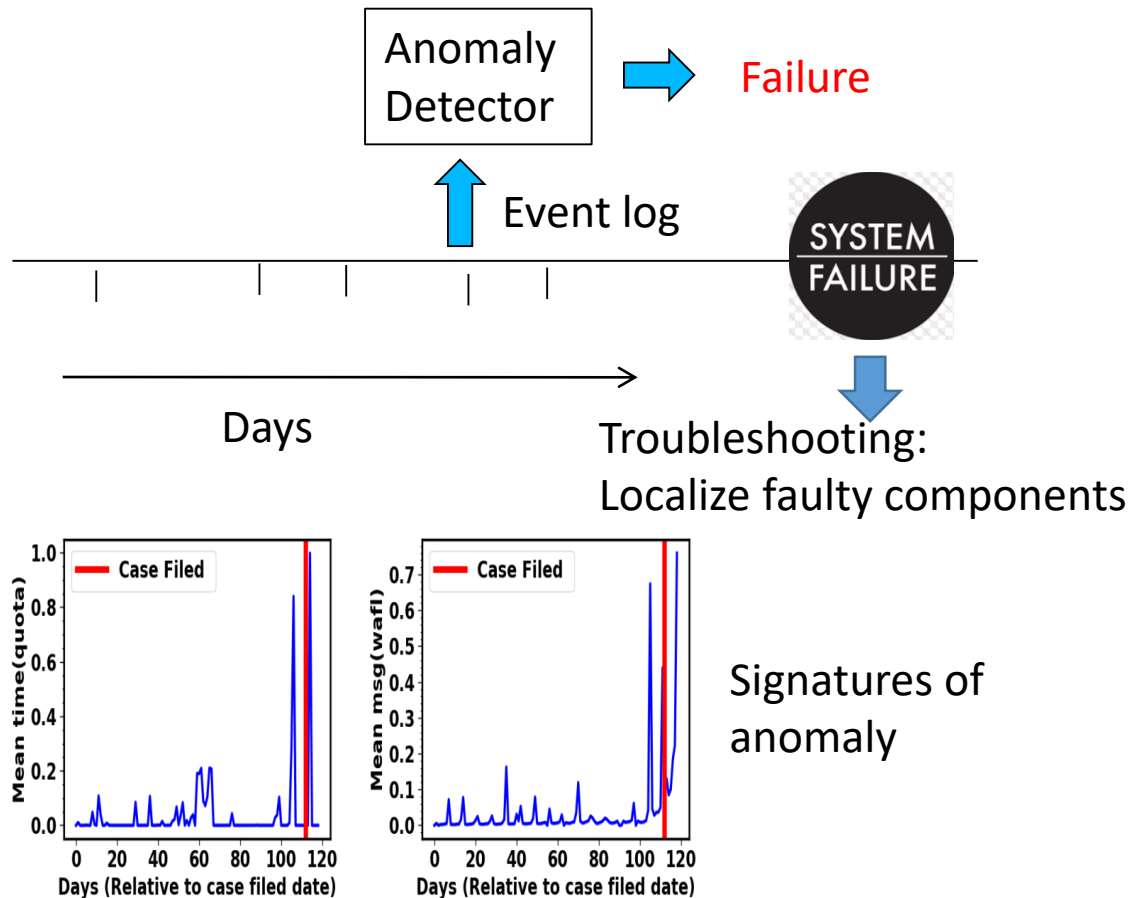 Anomaly
Detector
Failure
Event log
SYSTEM
FAILURE
Days
Troubleshooting:
Localize faulty components
Mean time(quota)
1.0
0.8
0.6
0.4
0.2
0.0
Case Filed
0 20 40 60 80 100 120
Days (Relative to case filed date)
Mean msg(wafl)
0.7
0.6
0.5
0.4
0.3
0.2
0.1
0.0
Case Filed
0 20 40 60 80 100 120
Days (Relative to case filed date)
Signatures of
anomaly